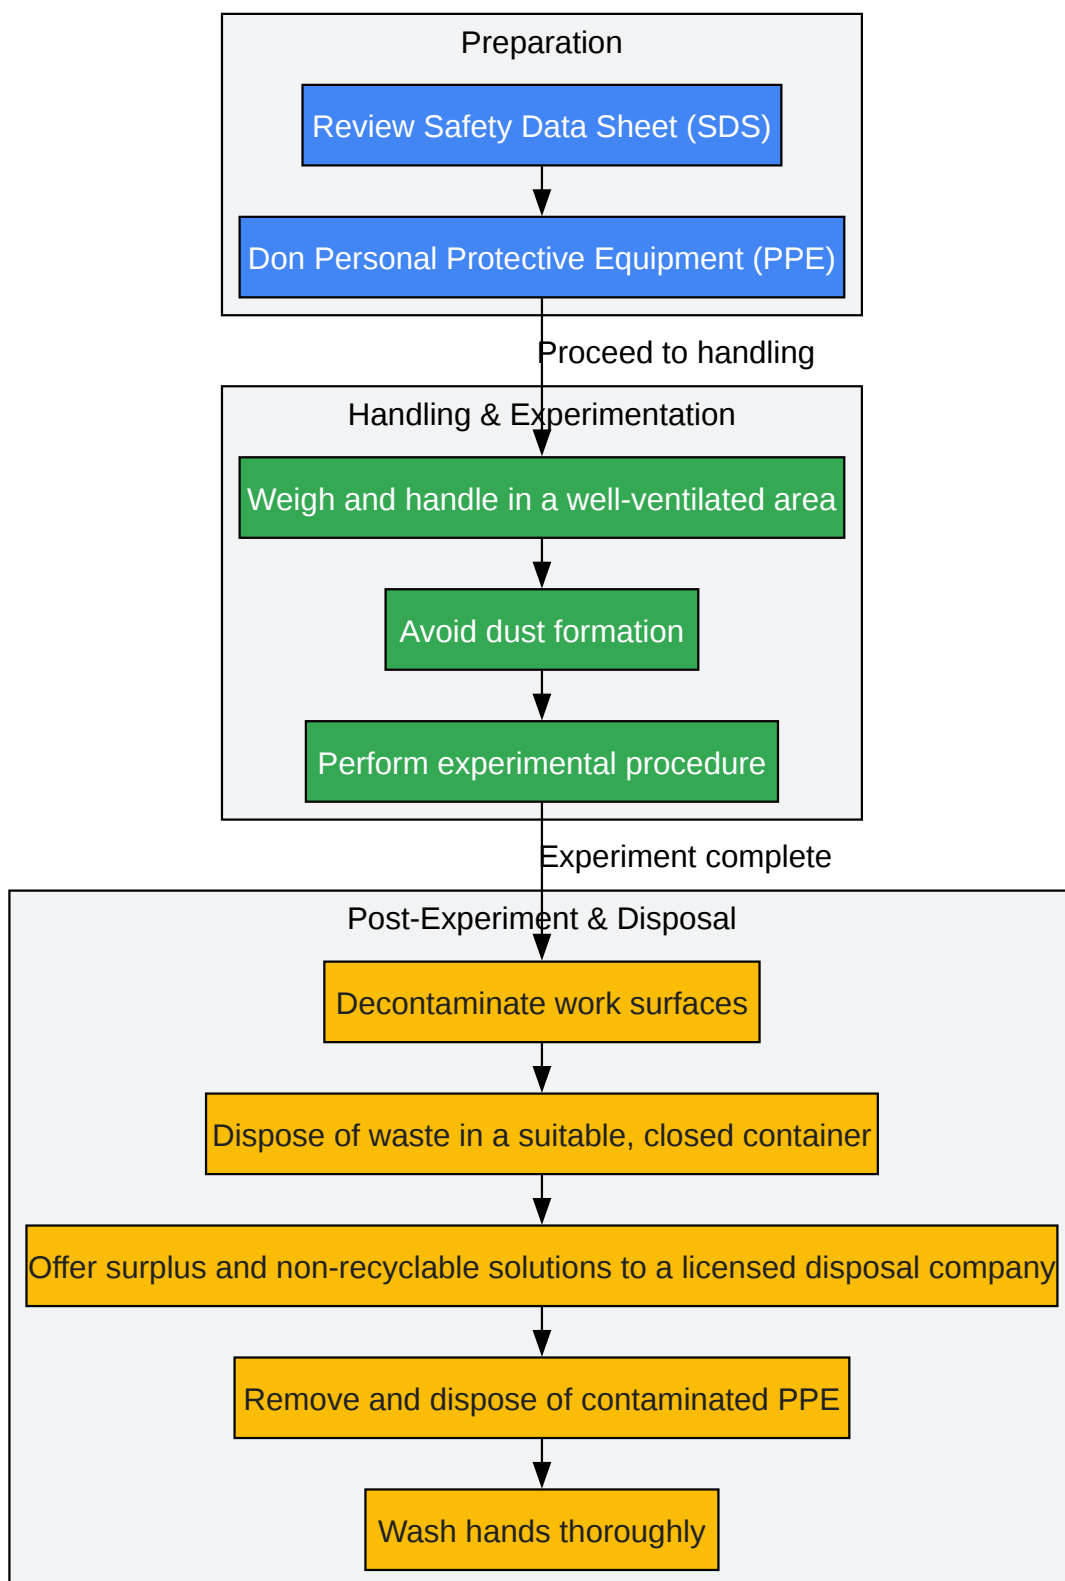 Preparation
Review Safety Data Sheet (SDS)
Don Personal Protective Equipment (PPE)
Proceed to handling
Handling & Experimentation
Weigh and handle in a well-ventilated area
Avoid dust formation
Perform experimental procedure
Experiment complete
Post-Experiment & Disposal
Decontaminate work surfaces
Dispose of waste in a suitable, closed container
Offer surplus and non-recyclable solutions to a licensed disposal company
Remove and dispose of contaminated PPE
Wash hands thoroughly